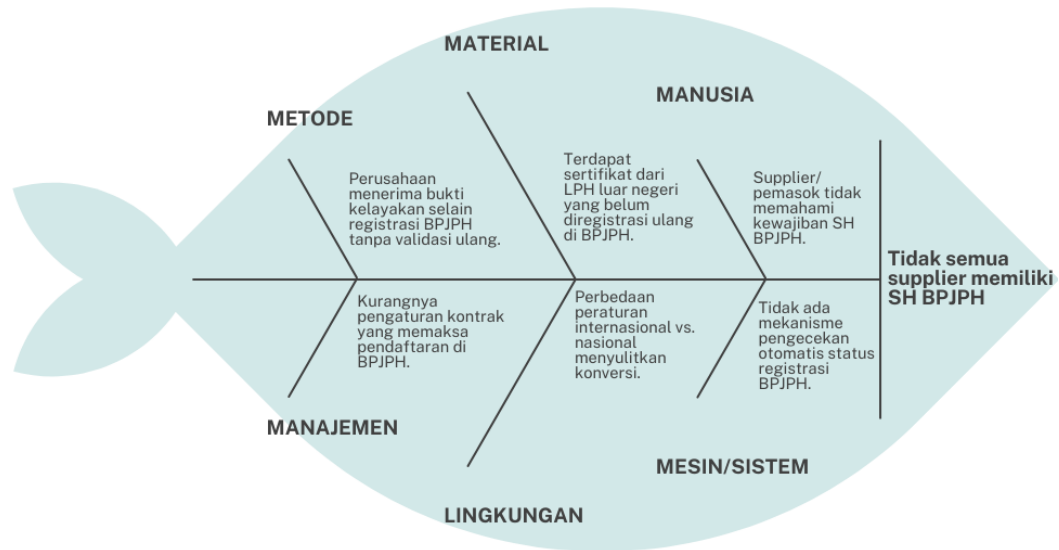 MATERIAL
MANUSIA
METODE
Perusahaan
menerima bukti
kelayakan selain
registrasi BPJPH
tanpa validasi ulang.
Terdapat
sertifikat dari
LPH luar negeri
yang belum
diregistrasi ulang
di BPJPH.
Supplier/
pemasok tidak
memahami
kewajiban SH
BPJPH.
Tidak semua
supplier memiliki
SH BPJPH
Kurangnya
pengaturan kontrak
yang memaksa
pendaftaran di
BPJPH.
Perbedaan
peraturan
internasional vs.
nasional
menyulitkan
konversi.
Tidak ada
mekanisme
pengecekan
otomatis status
registrasi
BPJPH.
MANAJEMEN
MESIN/SISTEM
LINGKUNGAN